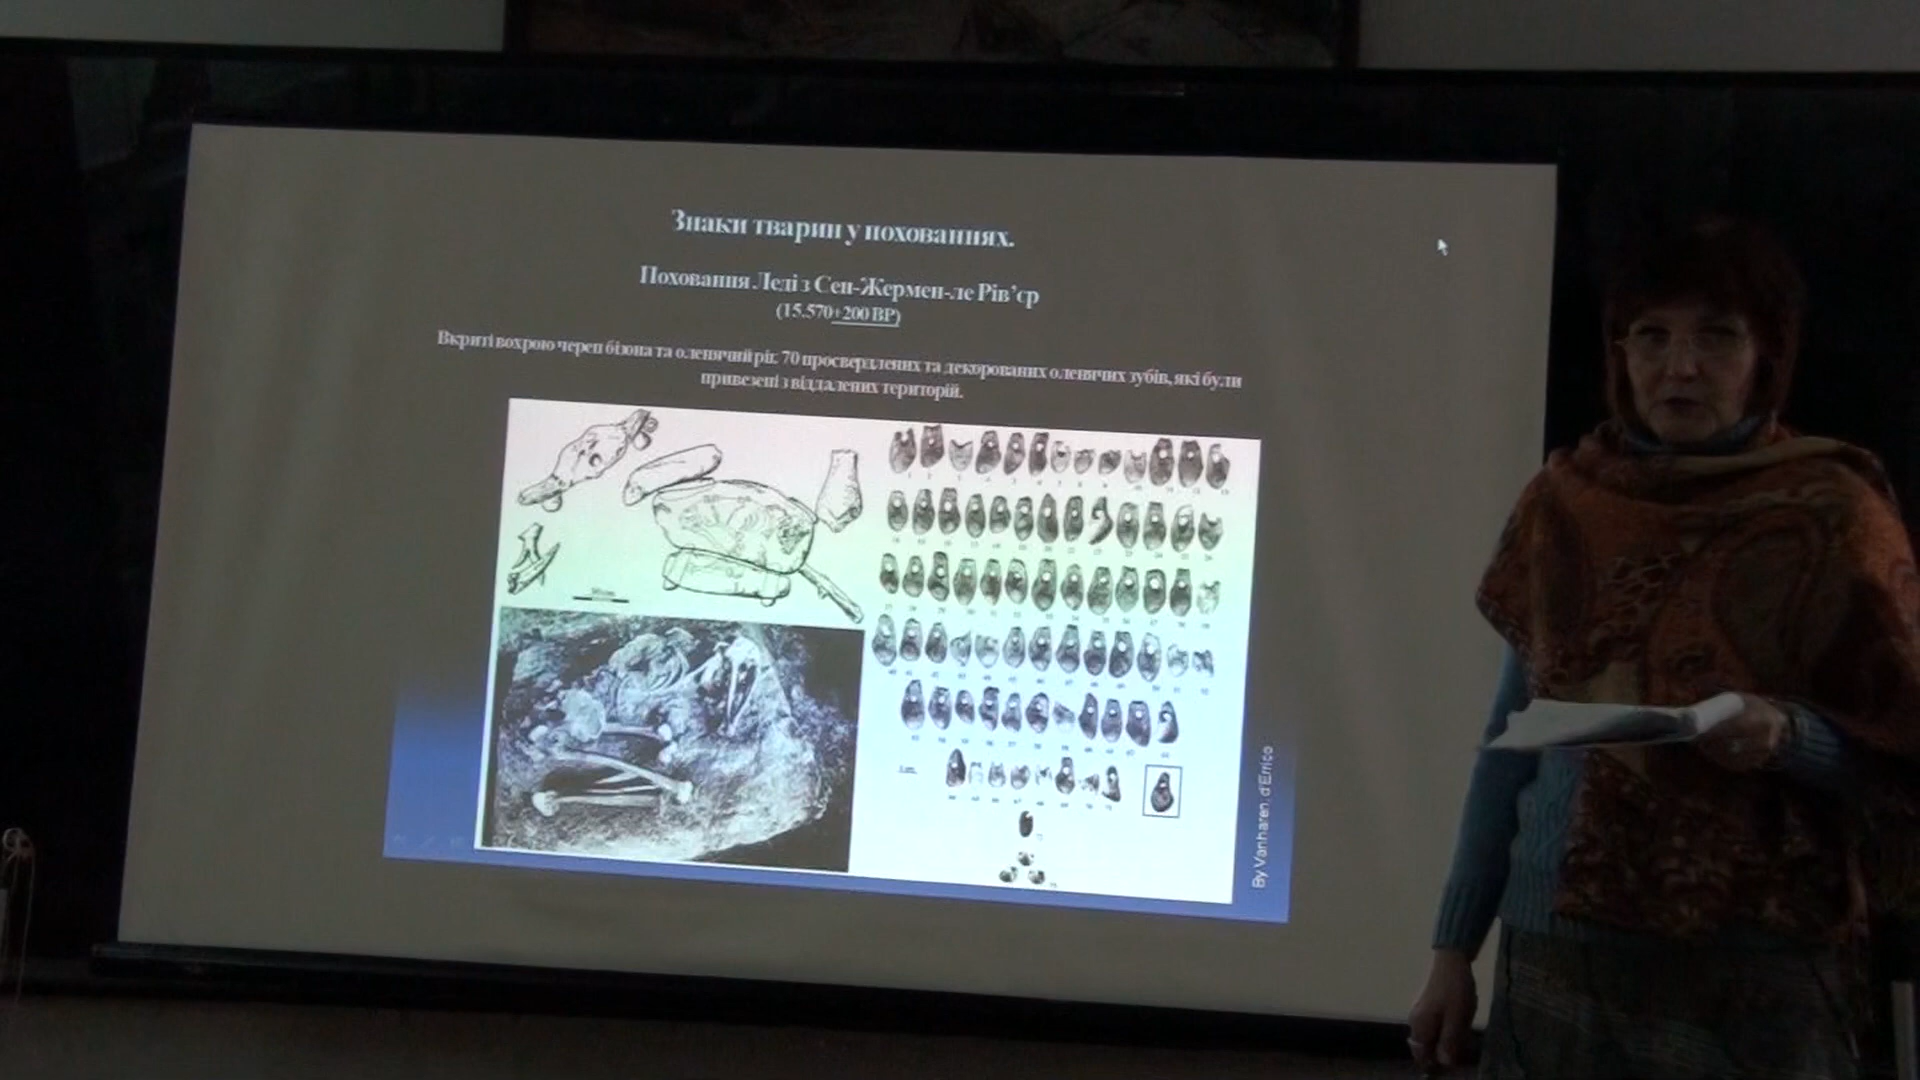 Знаки тварин у похованнях.
Поховання Леді з Сен-Жермен-ле Рів’єр
(15.570+200 BP)
Вкриті вохрою череп бізона та оленячий ріг. 70 просверлених та декорованих оленячих зубів, які були
привезені з віддалених територій.
By Vanharen, d'Errico